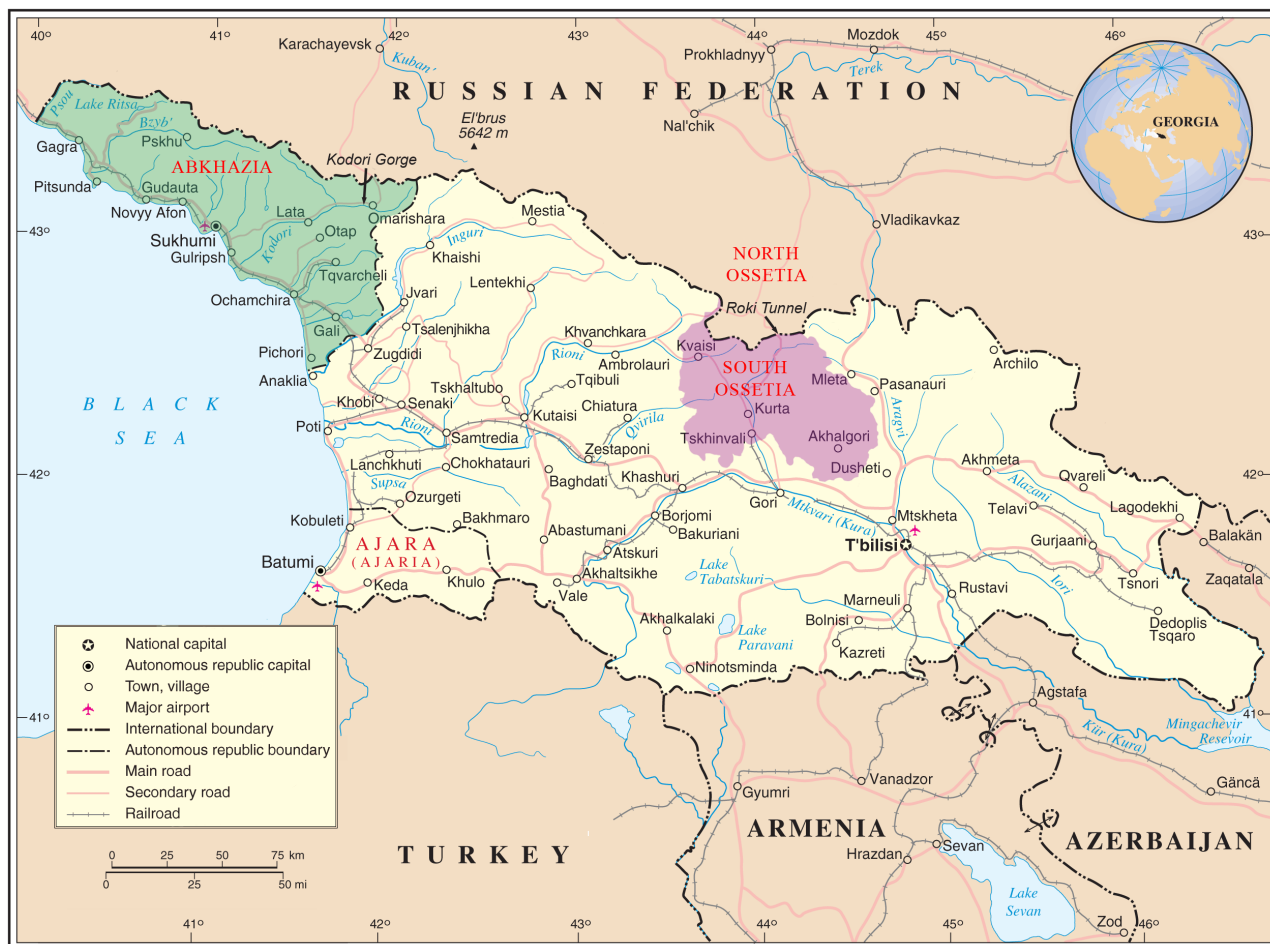 40°
41°
42°
43°
44°
45°
Karachayevsk
Kuban'
Prokhladnyy
Mozdok
Terek
RUSSIAN FEDERATION
El'brus
5642 m
Nal'chik
GEORGIA
Psou
Lake Ritsa
Bzyb'
Pskhu
Gagra
ABKHAZIA
Kodori Gorge
Pitsunda
Gudauta
Novyy Afon
Lata
Omarishara
Mestia
Vladikavkaz
43°
43°
Sukhumi
Kodori
Otap
Inguri
Gulripsh
Khaishi
NORTH
OSSETIA
Tqvarcheli
Lentekhi
Ochamchira
Jvari
Roki Tunnel
Gali
Tsalenjhikha
Khvanchkara
Kvaisi
Pichori
Zugdidi
Rioni
Ambrolauri
SOUTH
OSSETIA
Archilo
Anaklia
Tqibuli
Mleta
Pasanauri
BLACK
SEA
Khobi
Senaki
Tskhaltubo
Chiatura
Kurta
Aragvi
Poti
Rioni
Kutaisi
Qvirila
Samtredia
Tskhinvali
Akhalgori
Zestaponi
42°
42°
Lanchkhuti
Chokhatauri
Khashuri
Dusheti
Akhmeta
Qvareli
Supsa
Baghdati
Alazani
Ozurgeti
Gori
Mtkvari (Kura)
Telavi
Lagodekhi
Kobuleti
Bakhmaro
Abastumani
Borjomi
Bakuriani
Mtskheta
Gurjaani
Balakän
AJARA
(AJARIA)
Atskuri
T'bilisi
Batumi
Keda
Khulo
Akhaltsikhe
Vale
Lake
Tabatskuri
Tsnori
Zaqatala
Iori
Rustavi
Marneuli
Akhalkalaki
Lake
Paravani
Bolnisi
Dedoplis
Tsqaro
Kazreti
Ninotsminda
National capital
Autonomous republic capital
Town, village
Major airport
International boundary
Autonomous republic boundary
Main road
Secondary road
Railroad
Agstafa
41°
41°
Kür (Kura)
Mingachevir
Resevoir
Vanadzor
Gäncä
Gyumri
ARMENIA
AZERBAIJAN
TURKEY
Hrazdan
Sevan
Lake
Sevan
Zod
0 25 50 75 km
0 25 50 mi
41°
42°
43°
44°
45°
46°